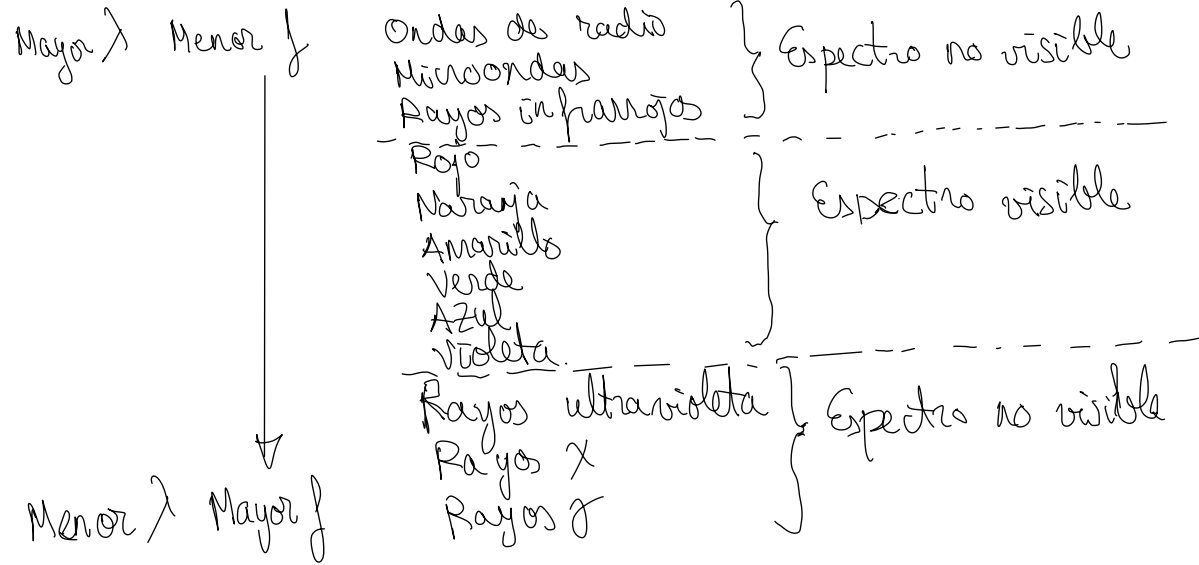 Mayor λ Menor f
Ondas de radio
Microondas
Rayos infrarrojos
Espectro no visible
Rojo
Naranja
Amarillo
Verde
Azul
Violeta.
Espectro visible
Rayos ultravioleta
Rayos X
Rayos γ
Espectro no visible
Menor λ Mayor f